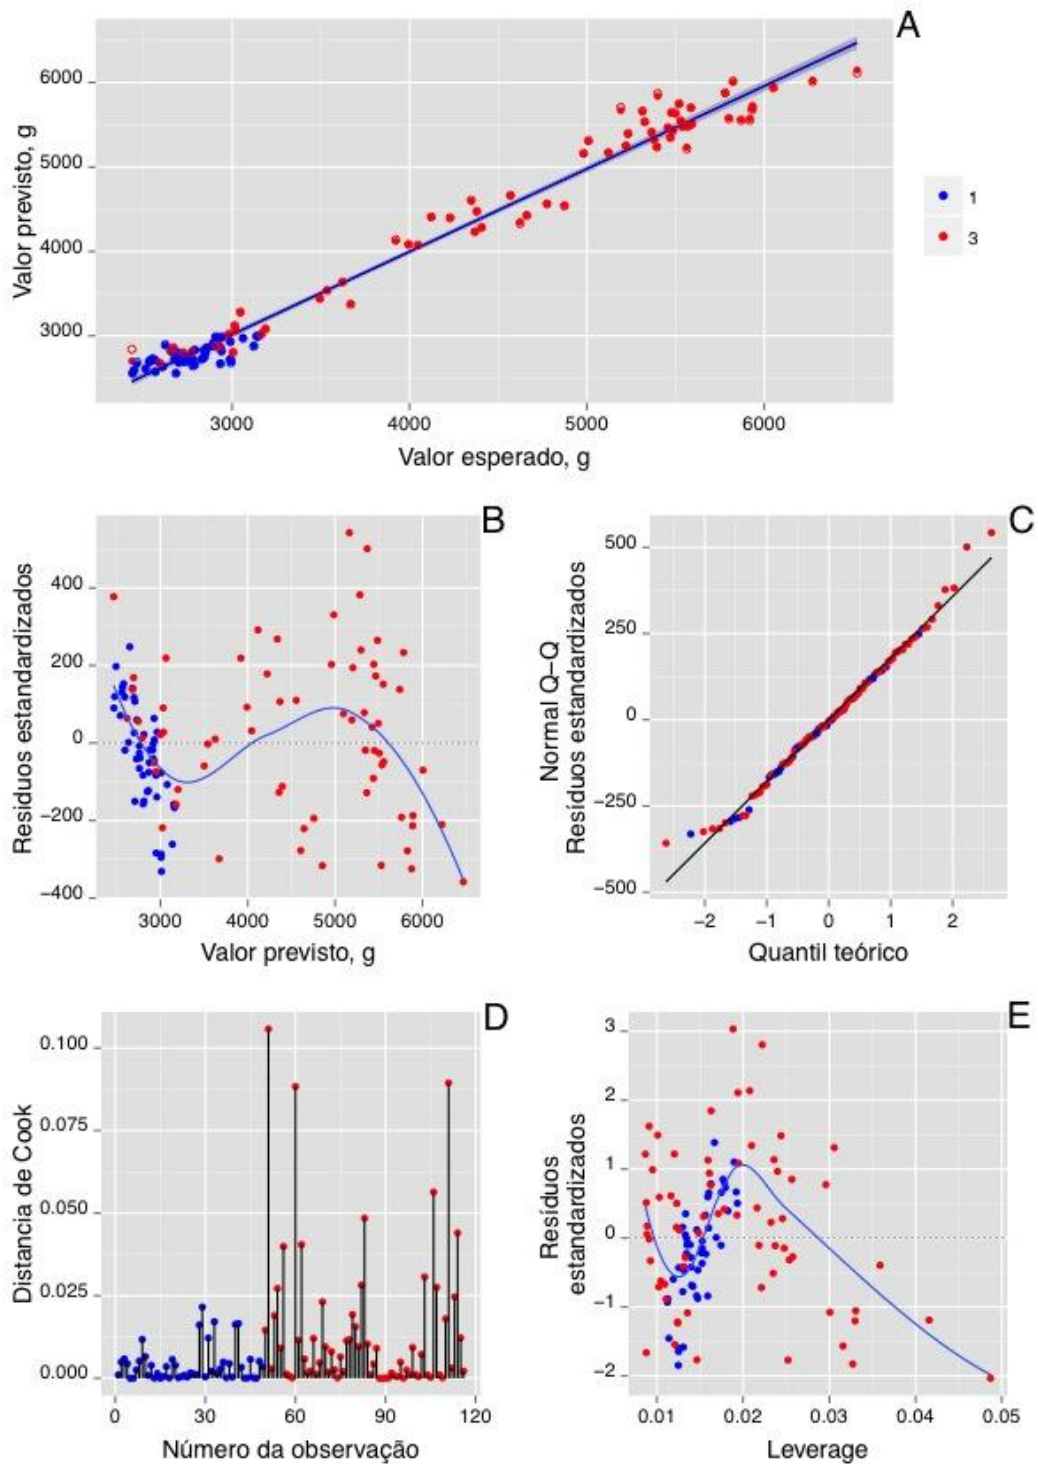 A
6000
5000
4000
3000
Valor previsto, g
3000 4000 5000 6000
Valor esperado, g
1
3
B
400
200
0
−200
−400
Resíduos estandardizados
3000 4000 5000 6000
Valor previsto, g
C
500
250
0
−250
−500
Normal Q−Q
Resíduos estandardizados
−2 −1 0 1 2
Quantil teórico
D
0.100
0.075
0.050
0.025
0.000
Distancia de Cook
0 30 60 90 120
Número da observação
E
3
2
1
0
−1
−2
Resíduos
estandardizados
0.01 0.02 0.03 0.04 0.05
Leverage